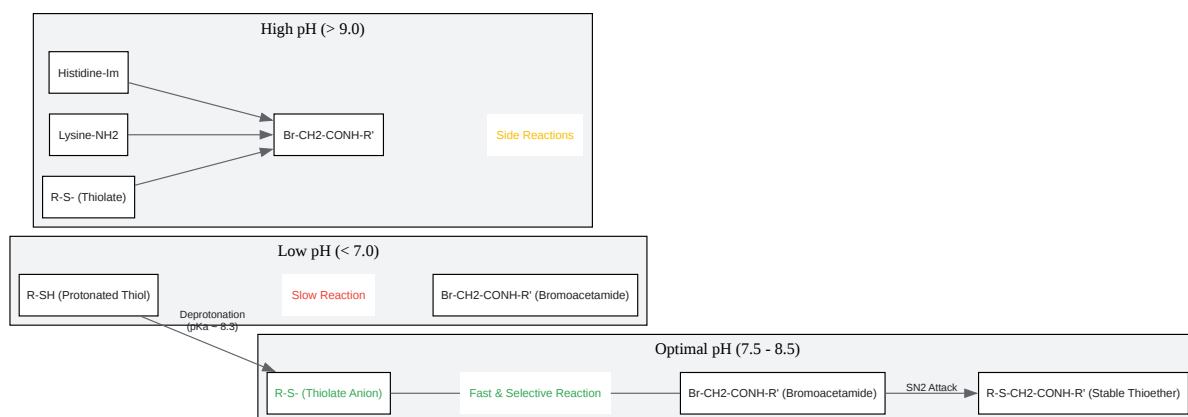 High pH (> 9.0)
Histidine-Im
Lysine-NH2
Br-CH2-CONH-R'
Side Reactions
R-S- (Thiolate)
Low pH (< 7.0)
R-SH (Protonated Thiol)
Slow Reaction
Br-CH2-CONH-R' (Bromoacetamide)
Deprotonation
(pKa ~ 8.3)
Optimal pH (7.5 - 8.5)
R-S- (Thiolate Anion)
Fast & Selective Reaction
Br-CH2-CONH-R' (Bromoacetamide)
SN2 Attack
R-S-CH2-CONH-R' (Stable Thioether)